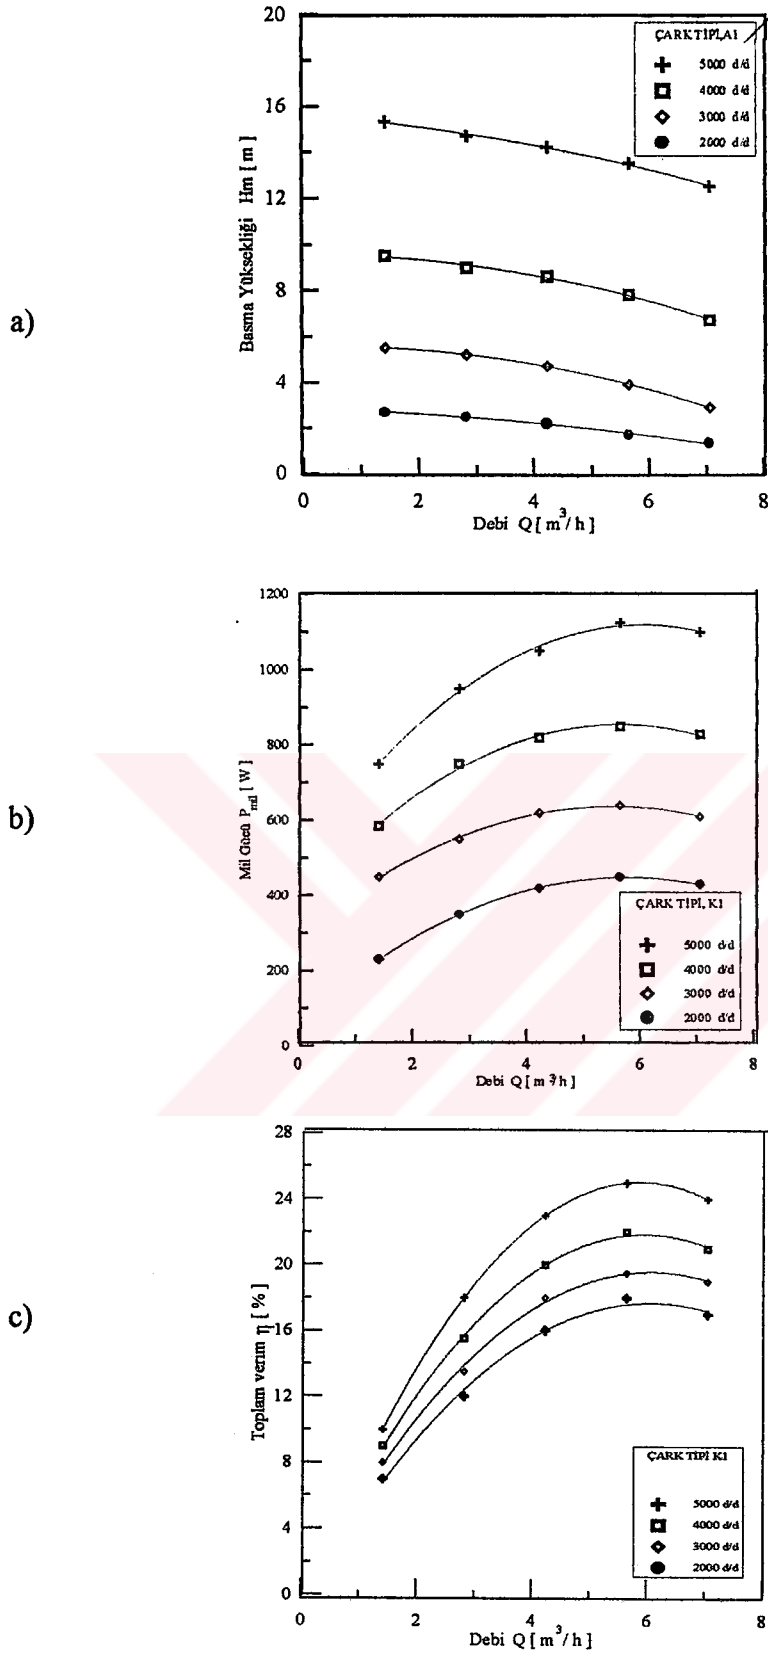 a)
Basma Yüksekliği Hm [ m ]
20
16
12
8
4
0
ÇARK TİPİ,A1
5000 d/d
4000 d/d
3000 d/d
2000 d/d
0 2 4 6 8
Debi Q [ m³/ h ]
b)
Mil Gücü Pmil [ W ]
1200
1000
800
600
400
200
0
ÇARK TİPİ, K1
5000 d/d
4000 d/d
3000 d/d
2000 d/d
0 2 4 6 8
Debi Q [ m³/ h ]
c)
Toplam verim η [ % ]
28
24
20
16
12
8
4
0
ÇARK TİPİ K1
5000 d/d
4000 d/d
3000 d/d
2000 d/d
0 2 4 6 8
Debi Q [ m³/ h ]